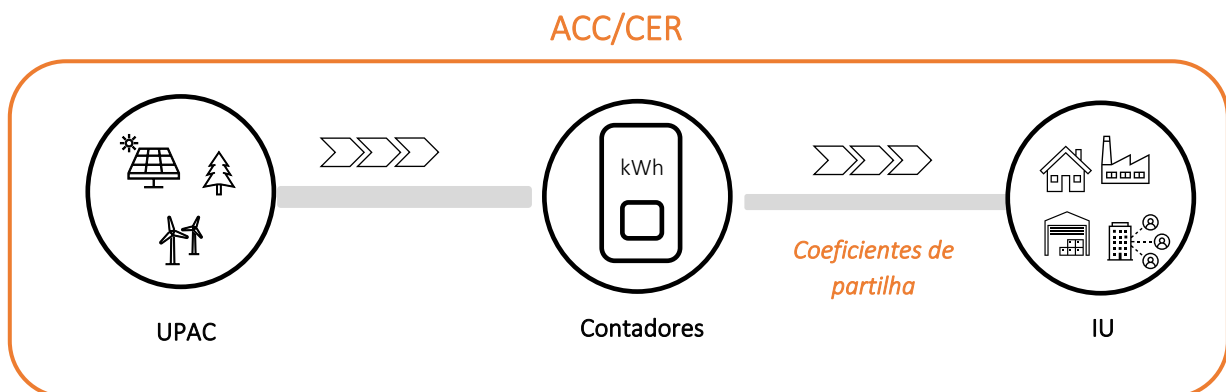 ACC/CER
kWh
Coeficientes de
partilha
UPAC
Contadores
IU